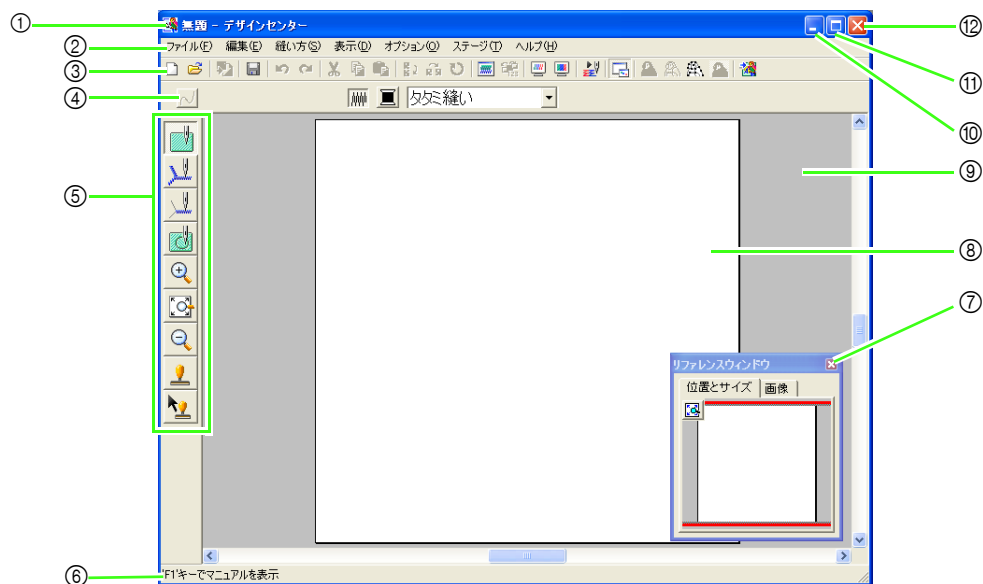 ①
無題 - デザインセンター
⑫
②
ファイル(F) 編集(E) 縫い方(S) 表示(D) オプション(O) ステージ(T) ヘルプ(H)
③
⑪
④
タタミ縫い
⑩
⑤
⑨
⑧
⑦
リファレンスウィンドウ
位置とサイズ 画像
⑥
'F1'キーでマニュアルを表示